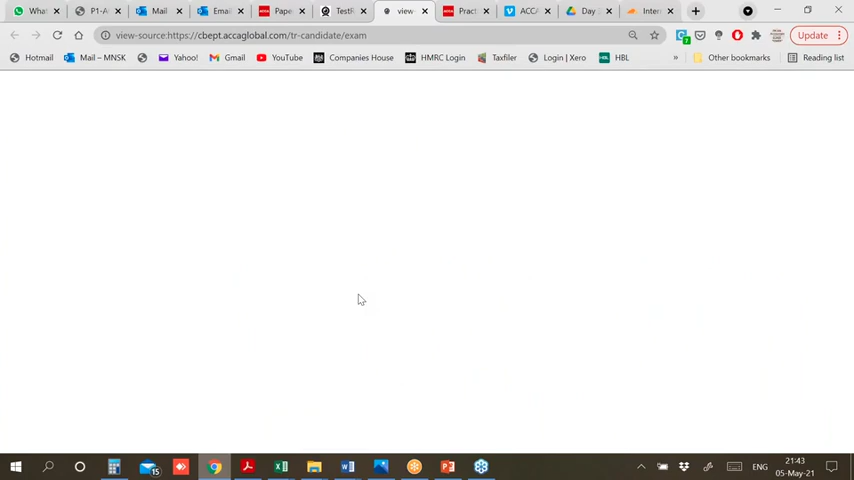 What P1-A Mail Email Pape TestR view- Pract ACCA Day Inter
view-source:https://cbept.accaglobal.com/tr-candidate/exam Update
Hotmail Mail – MNSK Yahoo! Gmail YouTube Companies House HMRC Login Taxfiler Login | Xero HBL » Other bookmarks Reading list
15 ENG 21:43
05-May-21